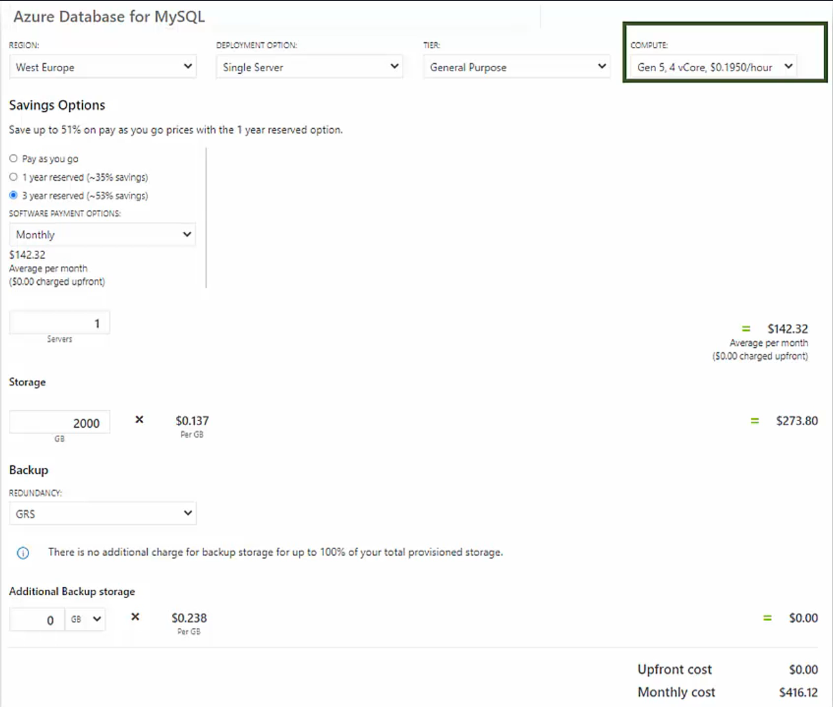 Azure Database for MySQL
REGION: DEPLOYMENT OPTION: TIER: COMPUTE:
West Europe Single Server General Purpose Gen 5, 4 vCore, $0.1950/hour
Savings Options
Save up to 51% on pay as you go prices with the 1 year reserved option.
Pay as you go
1 year reserved (~35% savings)
3 year reserved (~53% savings)
SOFTWARE PAYMENT OPTIONS:
Monthly
$142.32
Average per month
($0.00 charged upfront)
1
Servers
= $142.32
Average per month
($0.00 charged upfront)
Storage
2000 × $0.137 = $273.80
GB Per GB
Backup
REDUNDANCY:
GRS
There is no additional charge for backup storage for up to 100% of your total provisioned storage.
Additional Backup storage
0 GB × $0.238 = $0.00
Per GB
Upfront cost $0.00
Monthly cost $416.12